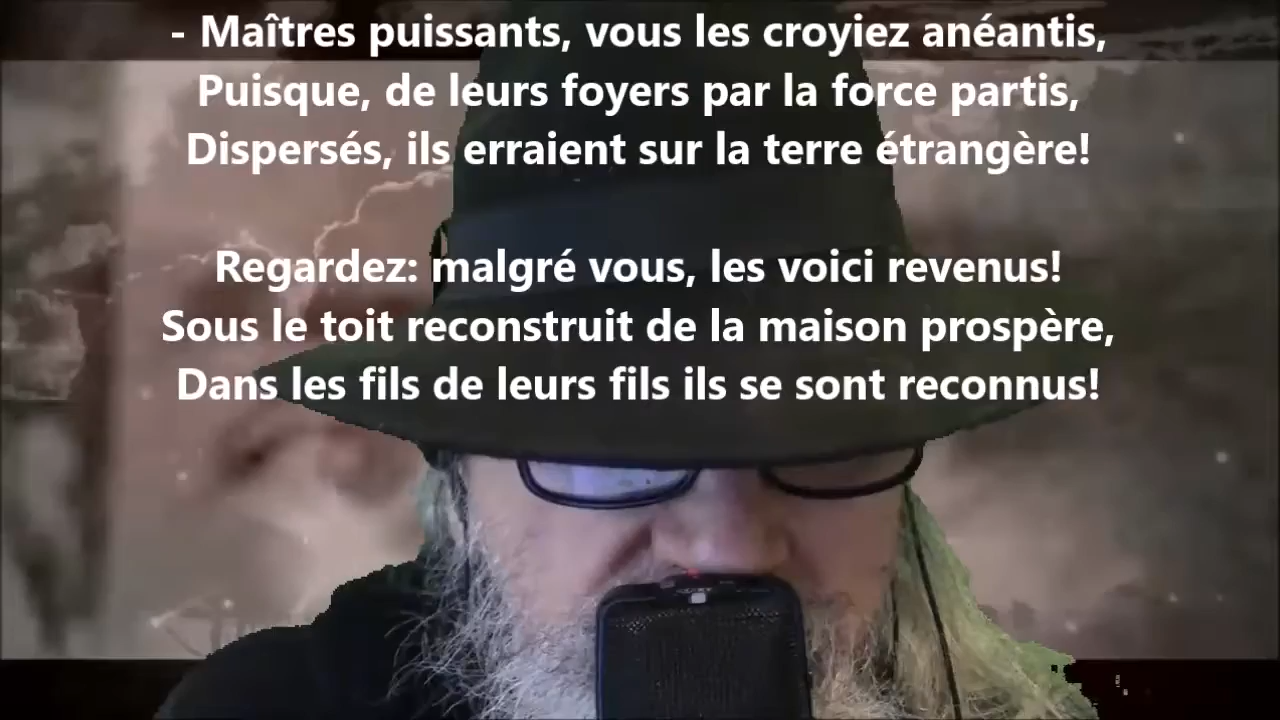 - Maîtres puissants, vous les croyiez anéantis,
Puisque, de leurs foyers par la force partis,
Dispersés, ils erraient sur la terre étrangère!
Regardez: malgré vous, les voici revenus!
Sous le toit reconstruit de la maison prospère,
Dans les fils de leurs fils ils se sont reconnus!